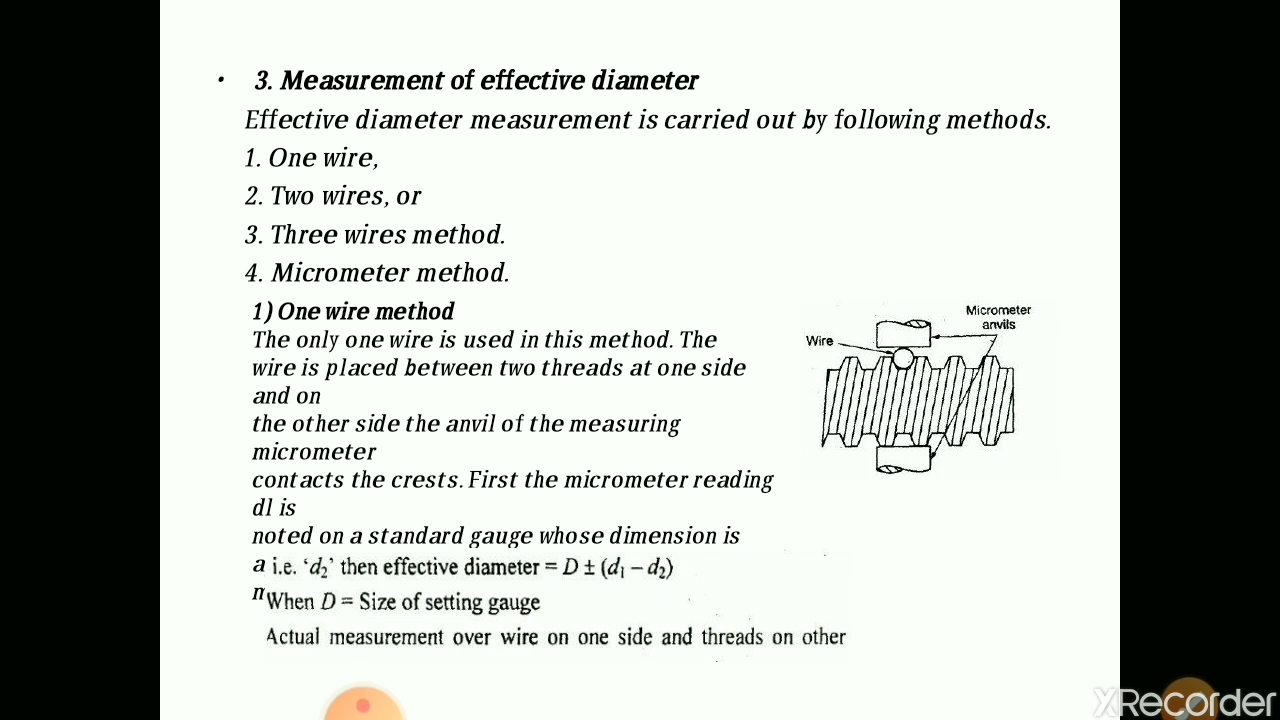 • 3. Measurement of effective diameter
Effective diameter measurement is carried out by following methods.
1. One wire,
2. Two wires, or
3. Three wires method.
4. Micrometer method.
1) One wire method
The only one wire is used in this method. The
wire is placed between two threads at one side
and on
the other side the anvil of the measuring
micrometer
contacts the crests. First the micrometer reading
dl is
noted on a standard gauge whose dimension is
a i.e. ‘d₂’ then effective diameter = D ± (d₁ – d₂)
n When D = Size of setting gauge
Actual measurement over wire on one side and threads on other
Micrometer
anvils
Wire
XRecorder